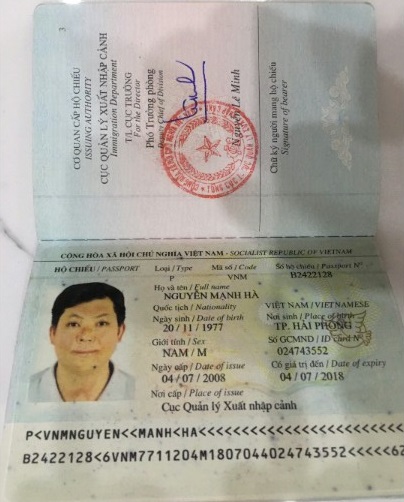 3
CƠ QUAN CẤP HỘ CHIẾU
ISSUING AUTHORITY
CỤC QUẢN LÝ XUẤT NHẬP CẢNH
Immigration Department
T/L CỤC TRƯỞNG
For the Director
Phó Trưởng phòng
Deputy Chief of Division
Nguyễn Lê Minh
Chữ ký người mang hộ chiếu
Signature of bearer
CỘNG HÒA XÃ HỘI CHỦ NGHĨA VIỆT NAM - SOCIALIST REPUBLIC OF VIETNAM
HỘ CHIẾU / PASSPORT Loại / Type Mã số / Code Số hộ chiếu / Passport Nº
P VNM B2422128
Họ và tên / Full name
NGUYỄN MẠNH HÀ
Quốc tịch / Nationality VIỆT NAM / VIETNAMESE
Ngày sinh / Date of birth Nơi sinh / Place of birth
20 / 11 / 1977 TP. HẢI PHÒNG
Giới tính / Sex Số GCMND / ID card Nº
NAM / M 024743552
Ngày cấp / Date of issue Có giá trị đến / Date of expiry
04 / 07 / 2008 04 / 07 / 2018
Nơi cấp / Place of issue
Cục Quản lý Xuất nhập cảnh
P<VNMNGUYEN<<MANH<HA<<<<<<<<<<<<<<<<<<<<<<
B2422128<6VNM7711204M1807044024743552<<<<<62